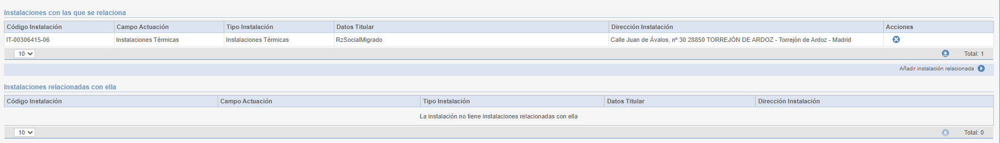 Instalaciones con las que se relaciona
Código Instalación Campo Actuación Tipo Instalación Datos Titular Dirección Instalación Acciones
IT-00306415-06 Instalaciones Térmicas Instalaciones Térmicas RzSocialMigrado Calle Juan de Ávalos, nº 30 28850 TORREJÓN DE ARDOZ - Torrejón de Ardoz - Madrid
10 Total: 1
Añadir instalación relacionada
Instalaciones relacionadas con ella
Código Instalación Campo Actuación Tipo Instalación Datos Titular Dirección Instalación
La instalación no tiene instalaciones relacionadas con ella
10 Total: 0